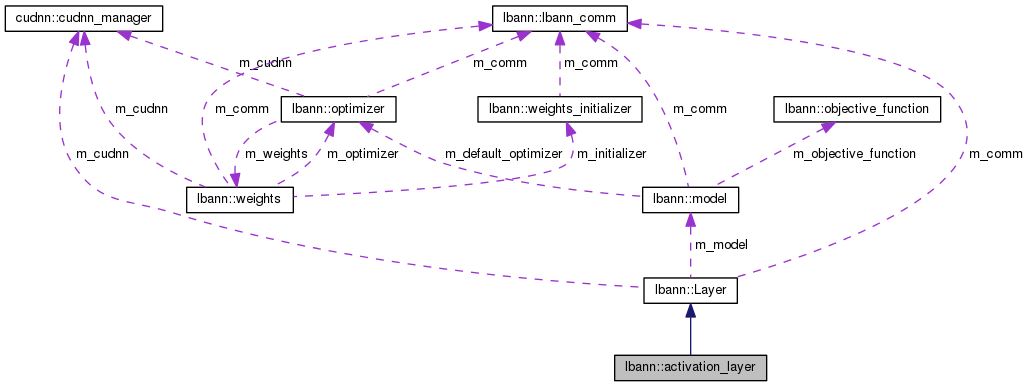 cudnn::cudnn_manager
lbann::lbann_comm
m_cudnn
m_comm
m_comm
lbann::optimizer
lbann::weights_initializer
lbann::objective_function
m_cudnn
m_comm
m_comm
m_cudnn
m_weights
m_optimizer
m_default_optimizer
m_initializer
m_objective_function
m_comm
lbann::weights
lbann::model
m_model
lbann::Layer
lbann::activation_layer